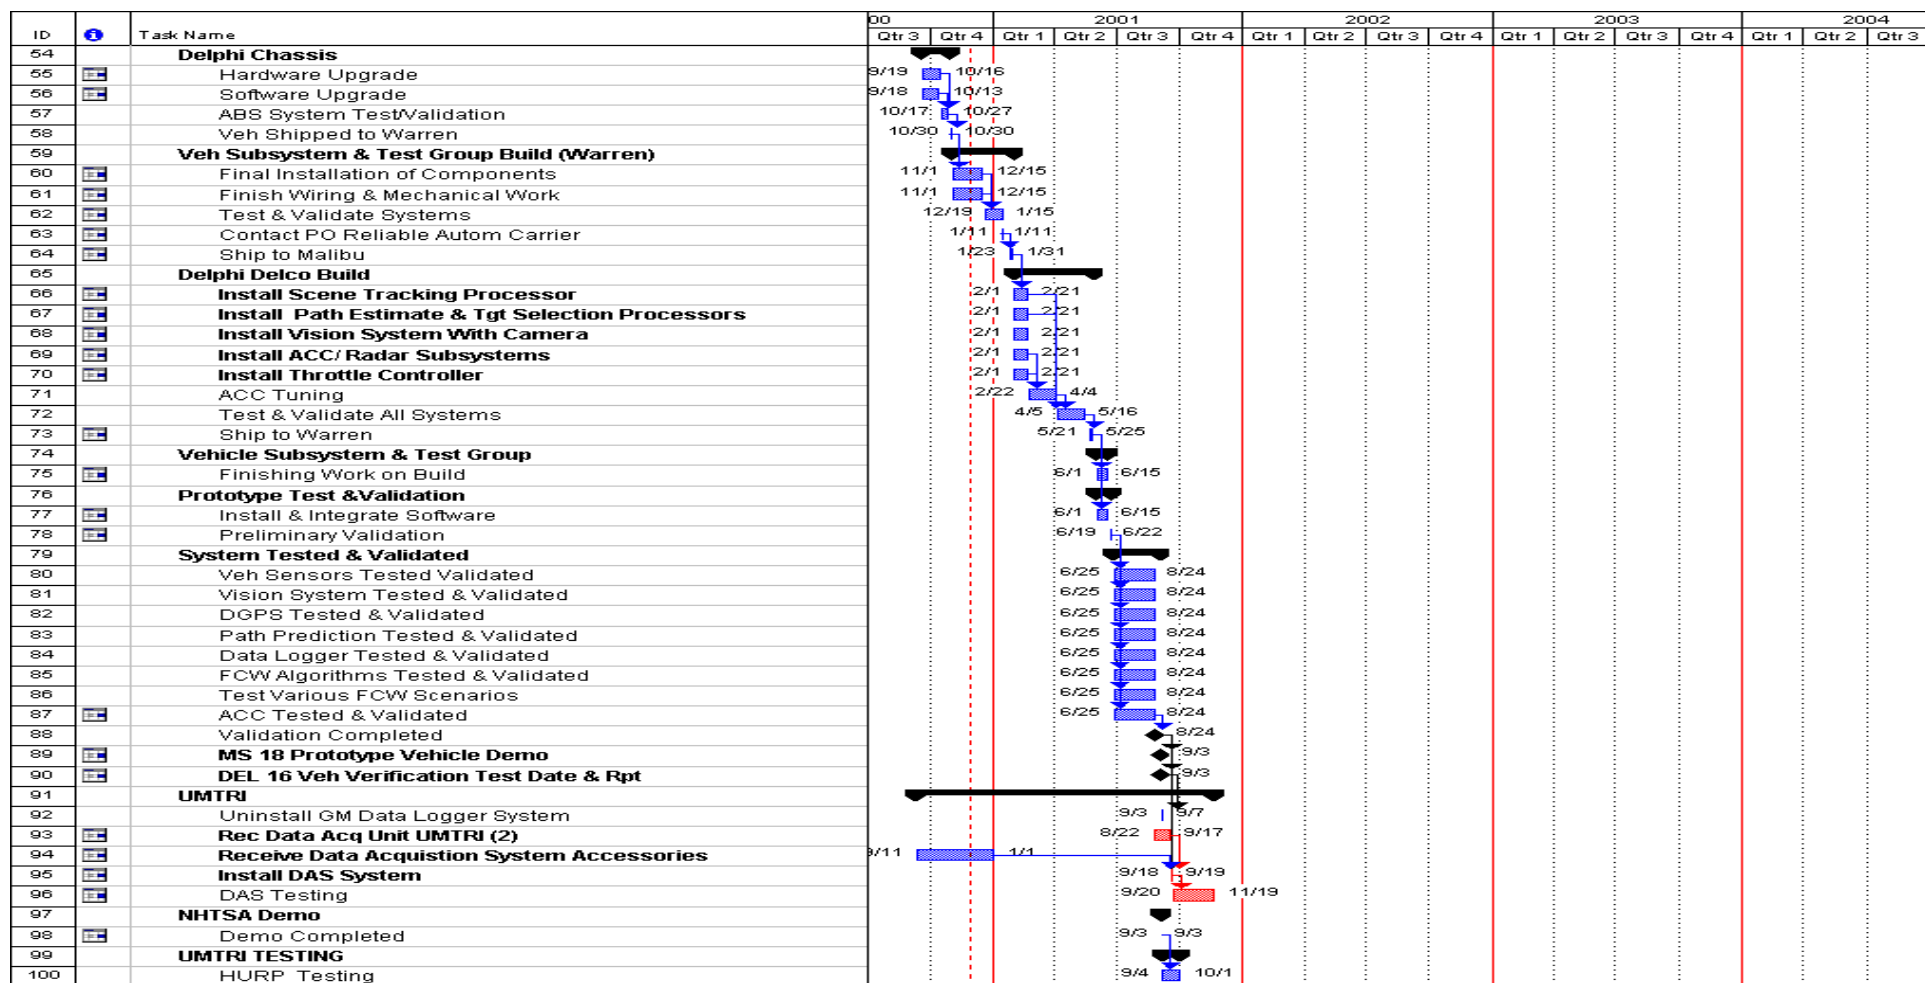 00 2001 2002 2003 2004
ID Task Name Qtr 3 Qtr 4 Qtr 1 Qtr 2 Qtr 3 Qtr 4 Qtr 1 Qtr 2 Qtr 3 Qtr 4 Qtr 1 Qtr 2 Qtr 3 Qtr 4 Qtr 1 Qtr 2 Qtr 3
54 Delphi Chassis
55 Hardware Upgrade 9/19 10/16
56 Software Upgrade 9/18 10/13
57 ABS System Test/Validation 10/17 10/27
58 Veh Shipped to Warren 10/30 10/30
59 Veh Subsystem & Test Group Build (Warren)
60 Final Installation of Components 11/1 12/15
61 Finish Wiring & Mechanical Work 11/1 12/15
62 Test & Validate Systems 12/19 1/15
63 Contact PO Reliable Autom Carrier 1/11 1/11
64 Ship to Malibu 1/23 1/31
65 Delphi Delco Build
66 Install Scene Tracking Processor 2/1 2/21
67 Install Path Estimate & Tgt Selection Processors 2/1 2/21
68 Install Vision System With Camera 2/1 2/21
69 Install ACC/ Radar Subsystems 2/1 2/21
70 Install Throttle Controller 2/1 2/21
71 ACC Tuning 2/22 4/4
72 Test & Validate All Systems 4/5 5/16
73 Ship to Warren 5/21 5/25
74 Vehicle Subsystem & Test Group
75 Finishing Work on Build 6/1 6/15
76 Prototype Test &Validation
77 Install & Integrate Software 6/1 6/15
78 Preliminary Validation 6/19 6/22
79 System Tested & Validated
80 Veh Sensors Tested Validated 6/25 8/24
81 Vision System Tested & Validated 6/25 8/24
82 DGPS Tested & Validated 6/25 8/24
83 Path Prediction Tested & Validated 6/25 8/24
84 Data Logger Tested & Validated 6/25 8/24
85 FCW Algorithms Tested & Validated 6/25 8/24
86 Test Various FCW Scenarios 6/25 8/24
87 ACC Tested & Validated 6/25 8/24
88 Validation Completed 8/24
89 MS 18 Prototype Vehicle Demo 9/3
90 DEL 16 Veh Verification Test Date & Rpt 9/3
91 UMTRI
92 Uninstall GM Data Logger System 9/3 9/7
93 Rec Data Acq Unit UMTRI (2) 8/22 9/17
94 Receive Data Acquistion System Accessories 9/11 1/1
95 Install DAS System 9/18 9/19
96 DAS Testing 9/20 11/19
97 NHTSA Demo
98 Demo Completed 9/3 9/3
99 UMTRI TESTING
100 HURP Testing 9/4 10/1